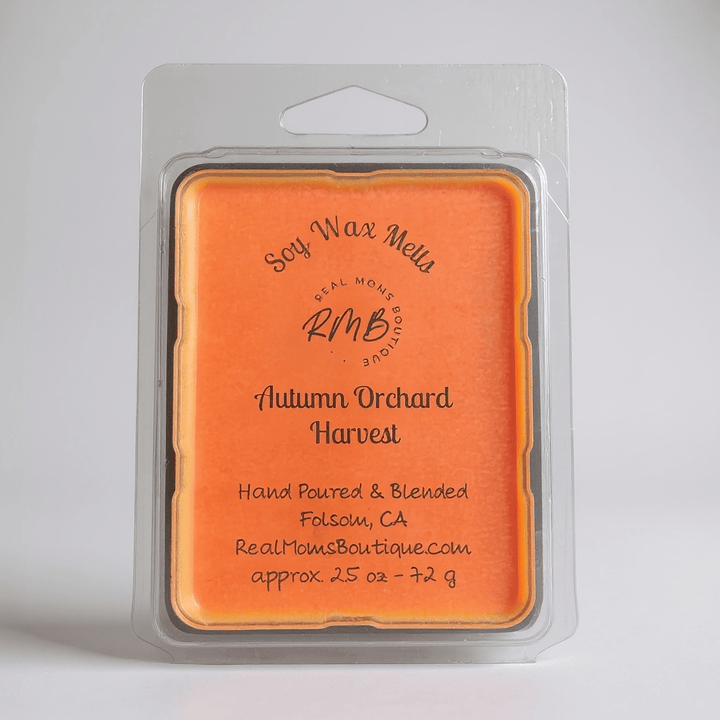 Soy Wax Melts
REAL MOMS BOUTIQUE
RMB
Autumn Orchard
Harvest
Hand Poured & Blended
Folsom, CA
RealMomsBoutique.com
approx. 2.5 oz - 72 g